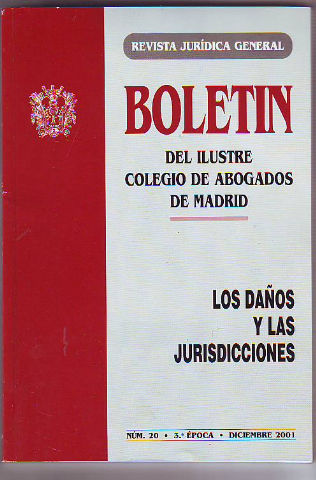 REVISTA JURÍDICA GENERAL
BOLETIN
DEL ILUSTRE
COLEGIO DE ABOGADOS
DE MADRID
LOS DAÑOS
Y LAS
JURISDICCIONES
NÚM. 20 • 3.ª ÉPOCA • DICIEMBRE 2001